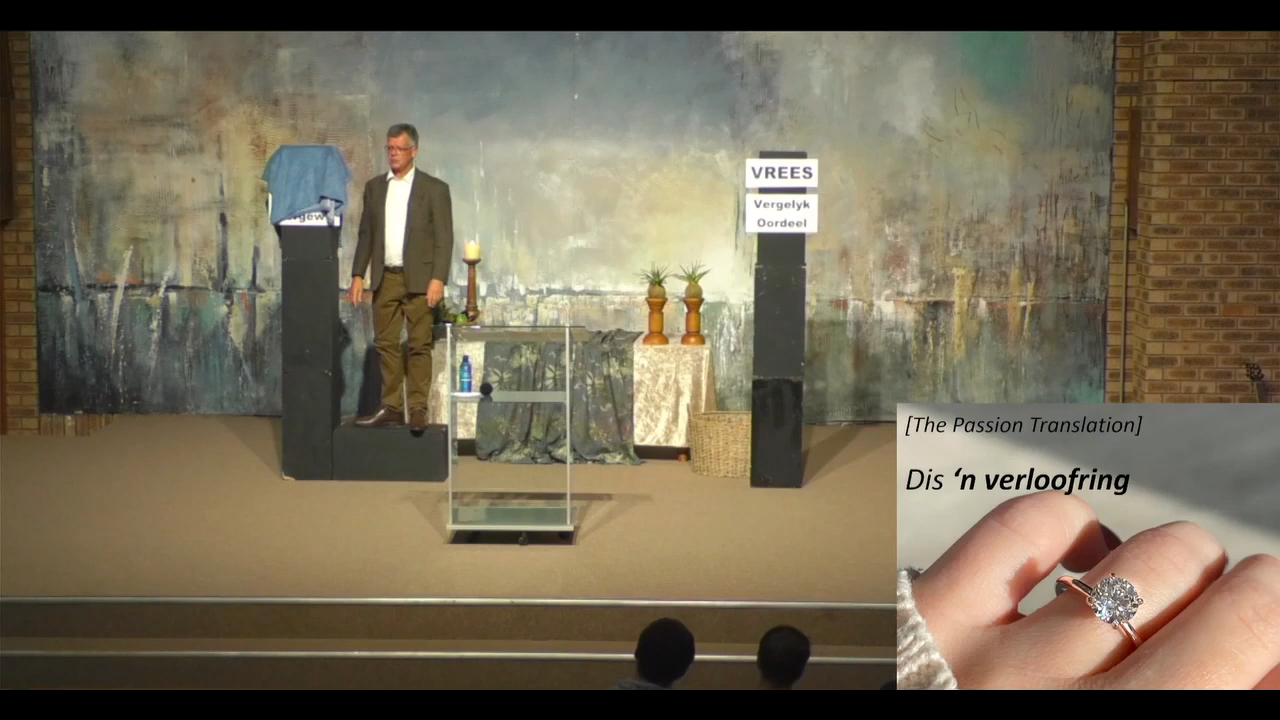 VREES
Vergelyk
Oordeel
[The Passion Translation]
Dis ‘n verloofring